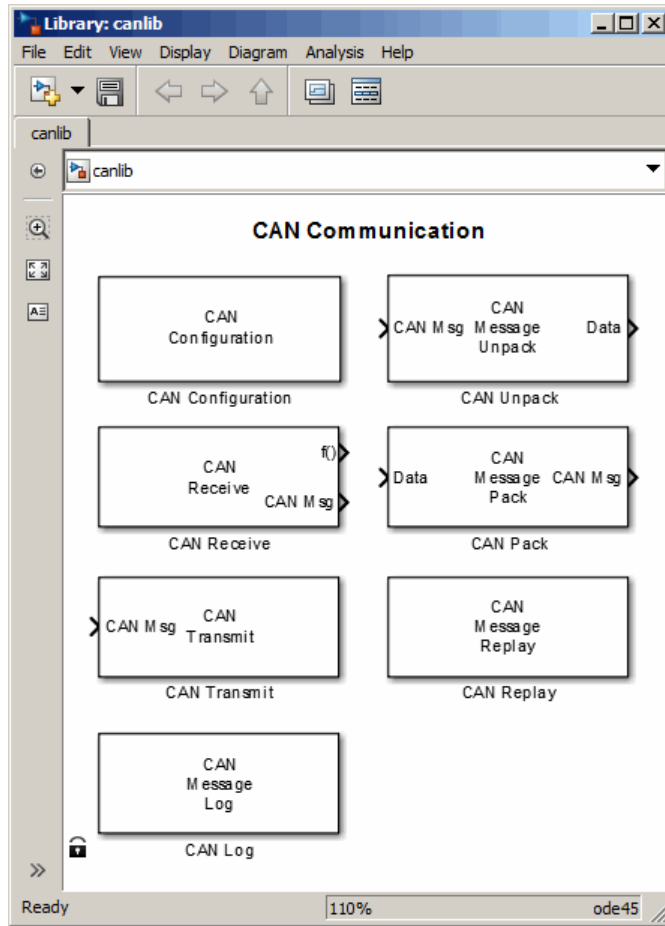 Library: canlib
File Edit View Display Diagram Analysis Help
canlib
canlib
CAN Communication
CAN
Configuration
CAN Configuration
CAN Msg
CAN
Message
Unpack
Data
CAN Unpack
CAN
Receive
f()
CAN Msg
CAN Receive
Data
CAN
Message
Pack
CAN Msg
CAN Pack
CAN Msg
CAN
Transmit
CAN Transmit
CAN
Message
Replay
CAN Replay
CAN
Message
Log
CAN Log
Ready 110% ode45